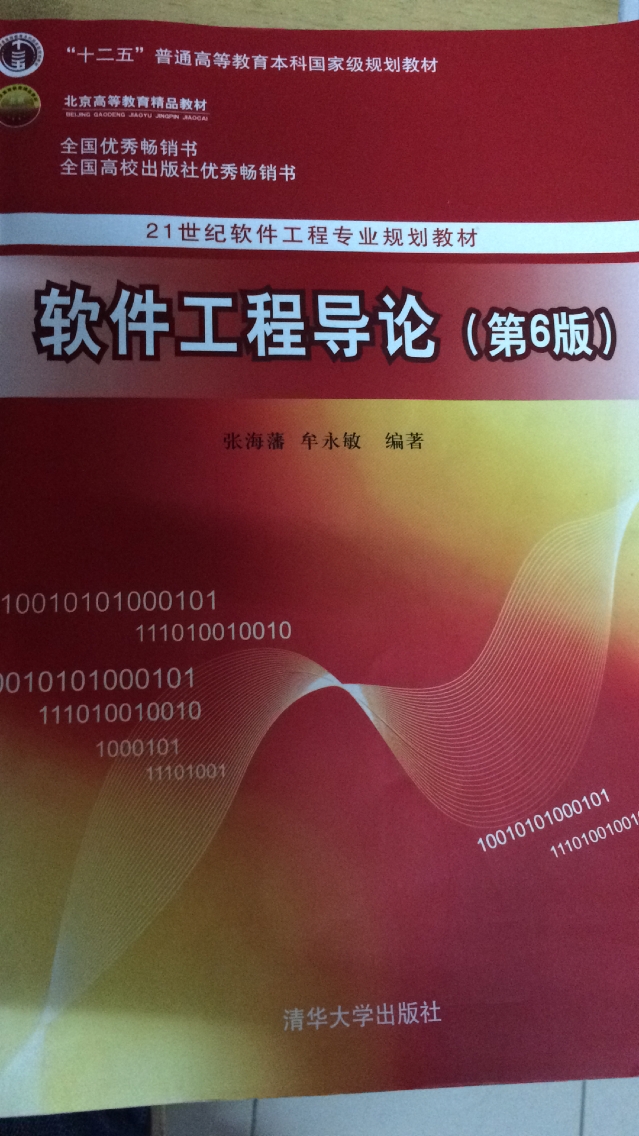 “十二五”普通高等教育本科国家级规划教材
北京高等教育精品教材
BEIJING GAODENG JIAOYU JINGPIN JIAOCAI
全国优秀畅销书
全国高校出版社优秀畅销书
21世纪软件工程专业规划教材
软件工程导论（第6版）
张海藩 牟永敏 编著
10010101000101
111010010010
0010101000101
111010010010
1000101
11101001
10010101000101
1110100100
清华大学出版社